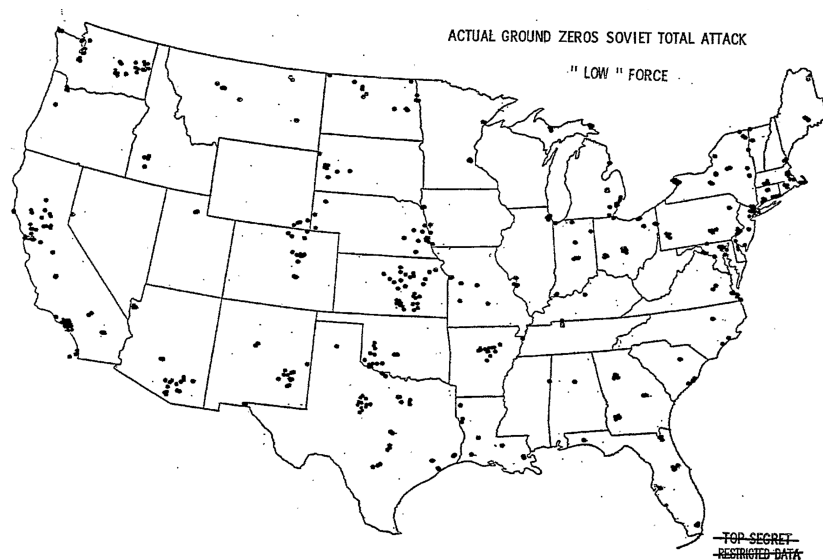 ACTUAL GROUND ZEROS SOVIET TOTAL ATTACK
" LOW " FORCE
TOP SECRET
RESTRICTED DATA